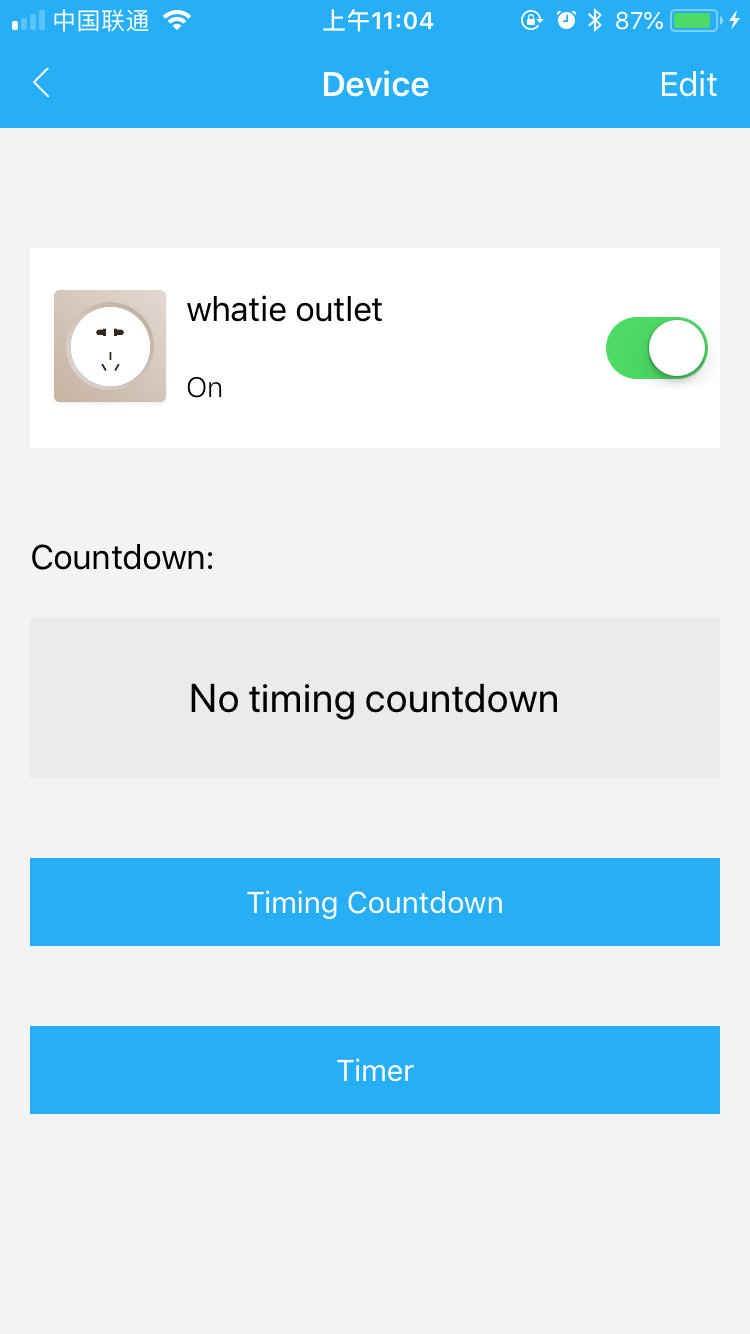 中国联通 上午11:04 87%
Device Edit
whatie outlet
On
Countdown:
No timing countdown
Timing Countdown
Timer